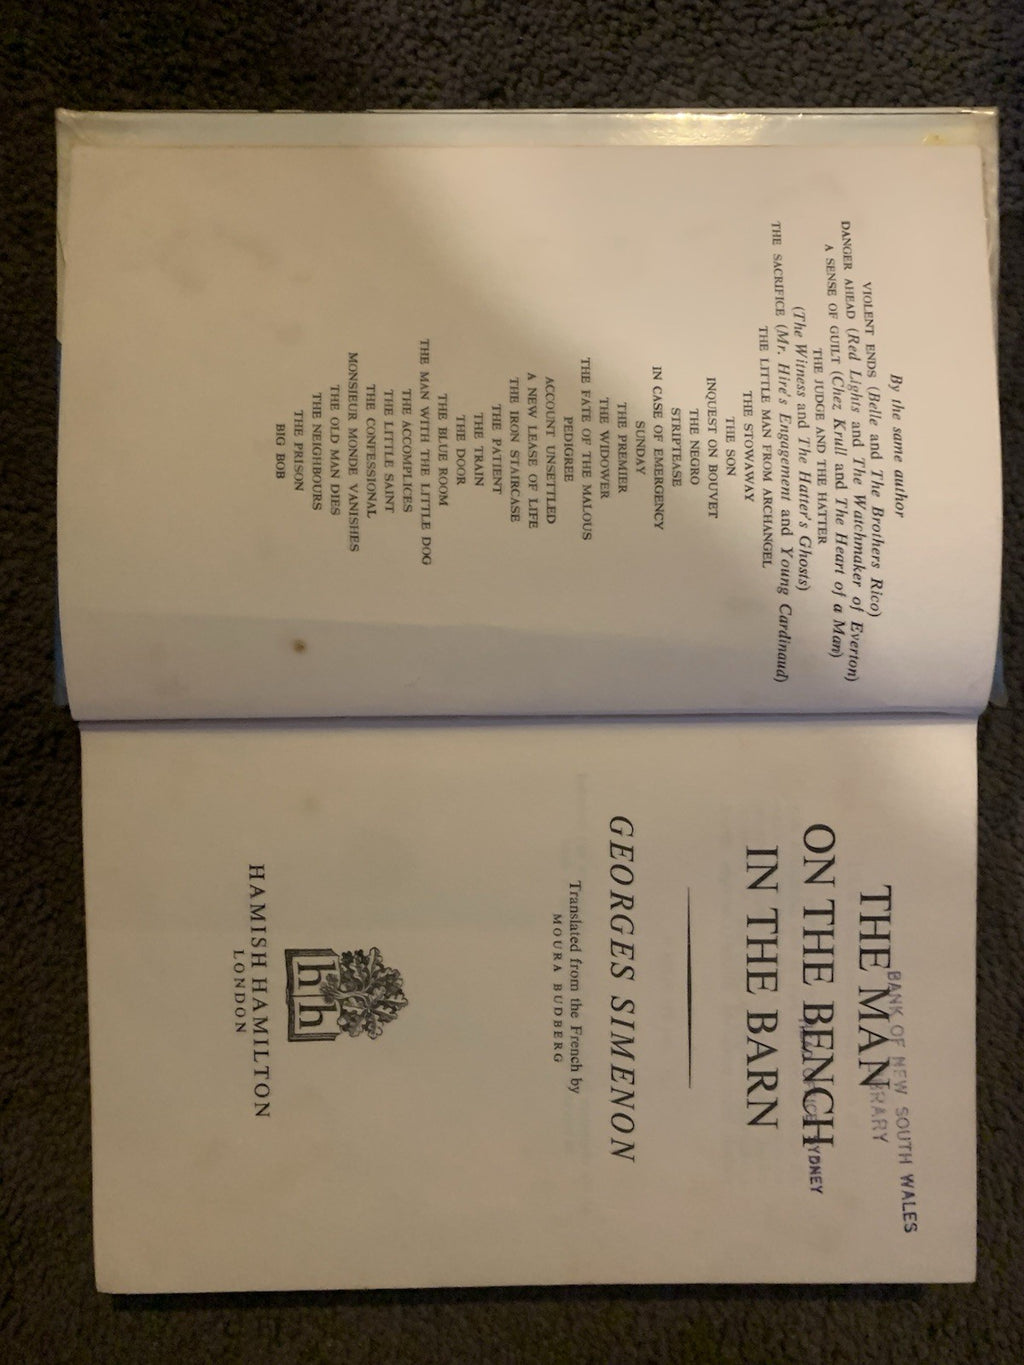 By the same author
VIOLENT ENDS (Belle and The Brothers Rico)
DANGER AHEAD (Red Lights and The Watchmaker of Everton)
A SENSE OF GUILT (Chez Krull and The Heart of a Man)
THE JUDGE AND THE HATTER
(The Witness and The Hatter's Ghosts)
THE SACRIFICE (Mr. Hire's Engagement and Young Cardinaud)
THE LITTLE MAN FROM ARCHANGEL
THE STOWAWAY
THE SON
INQUEST ON BOUVET
THE NEGRO
STRIPTEASE
IN CASE OF EMERGENCY
SUNDAY
THE PREMIER
THE WIDOWER
THE FATE OF THE MALOUS
PEDIGREE
ACCOUNT UNSETTLED
A NEW LEASE OF LIFE
THE IRON STAIRCASE
THE PATIENT
THE TRAIN
THE DOOR
THE BLUE ROOM
THE MAN WITH THE LITTLE DOG
THE ACCOMPLICES
THE LITTLE SAINT
THE CONFESSIONAL
MONSIEUR MONDE VANISHES
THE OLD MAN DIES
THE NEIGHBOURS
THE PRISON
BIG BOB
BANK OF NEW SOUTH WALES
LIBRARY
THE MAN
HEAD OFFICE SYDNEY
ON THE BENCH
IN THE BARN
GEORGES SIMENON
Translated from the French by
MOURA BUDBERG
hh
HAMISH HAMILTON
LONDON